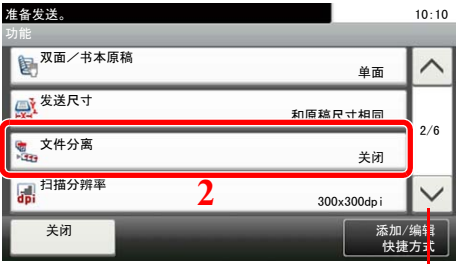 准备发送。
10:10
功能
双面／书本原稿
单面
发送尺寸
和原稿尺寸相同
2/6
文件分离
关闭
扫描分辨率
dpi
2
300x300dpi
关闭
添加/编辑
快捷方式